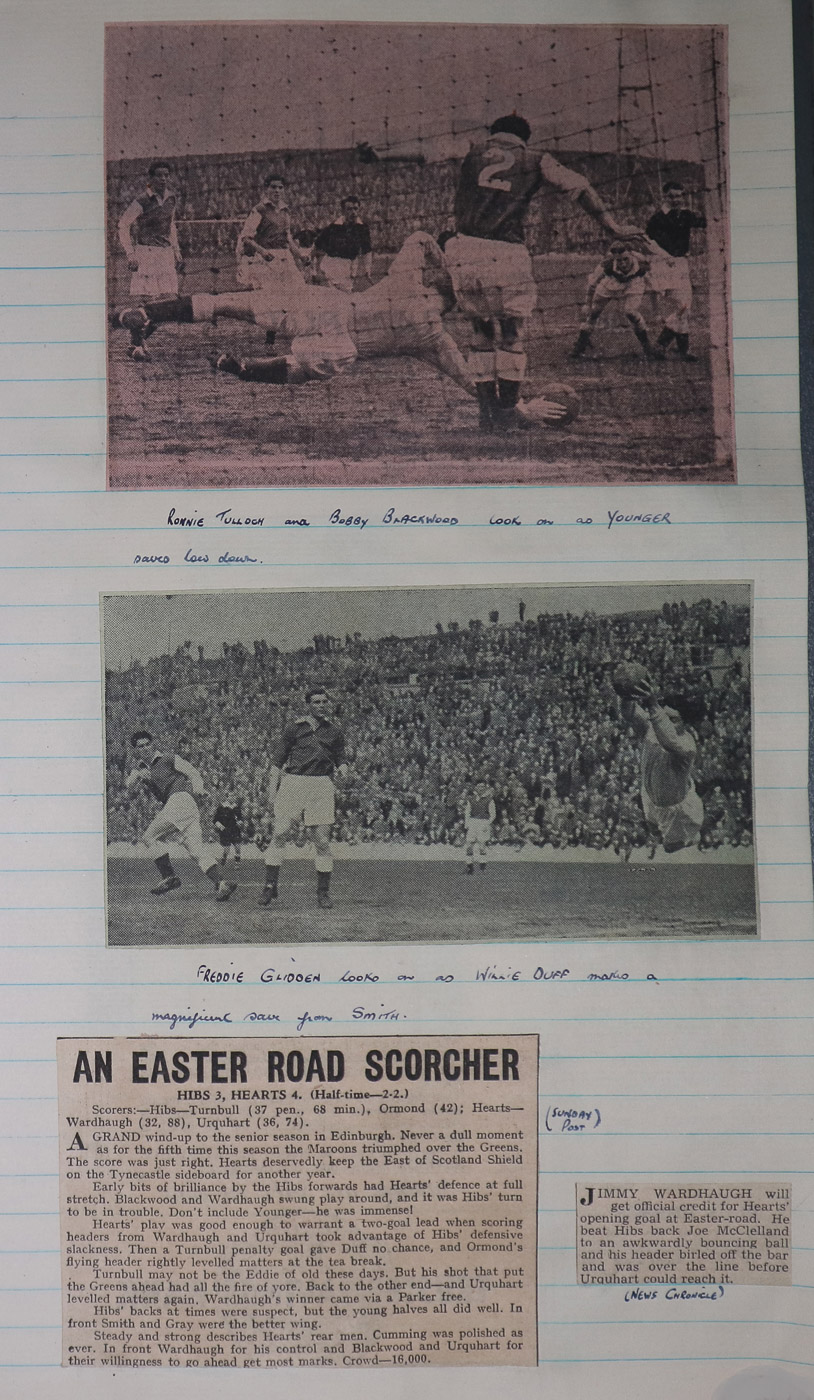 2
RONNIE TULLOCH and BOBBY BLACKWOOD LOOK on as YOUNGER
saves low down.
FREDDIE GLIDDEN looks on as WILLIE DUFF makes a
magnificent save from SMITH.
AN EASTER ROAD SCORCHER
HIBS 3, HEARTS 4. (Half-time—2-2.)
Scorers:—Hibs—Turnbull (37 pen., 68 min.), Ormond (42); Hearts—
Wardhaugh (32, 88), Urquhart (36, 74).
A GRAND wind-up to the senior season in Edinburgh. Never a dull moment
as for the fifth time this season the Maroons triumphed over the Greens.
The score was just right. Hearts deservedly keep the East of Scotland Shield
on the Tynecastle sideboard for another year.
Early bits of brilliance by the Hibs forwards had Hearts' defence at full
stretch. Blackwood and Wardhaugh swung play around, and it was Hibs' turn
to be in trouble. Don't include Younger—he was immense!
Hearts' play was good enough to warrant a two-goal lead when scoring
headers from Wardhaugh and Urquhart took advantage of Hibs' defensive
slackness. Then a Turnbull penalty goal gave Duff no chance, and Ormond's
flying header rightly levelled matters at the tea break.
Turnbull may not be the Eddie of old these days. But his shot that put
the Greens ahead had all the fire of yore. Back to the other end—and Urquhart
levelled matters again, Wardhaugh's winner came via a Parker free.
Hibs' backs at times were suspect, but the young halves all did well. In
front Smith and Gray were the better wing.
Steady and strong describes Hearts' rear men. Cumming was polished as
ever. In front Wardhaugh for his control and Blackwood and Urquhart for
their willingness to go ahead get most marks. Crowd—16,000.
(SUNDAY
POST)
JIMMY WARDHAUGH will
get official credit for Hearts'
opening goal at Easter-road. He
beat Hibs back Joe McClelland
to an awkwardly bouncing ball
and his header birled off the bar
and was over the line before
Urquhart could reach it.
(NEWS CHRONICLE)